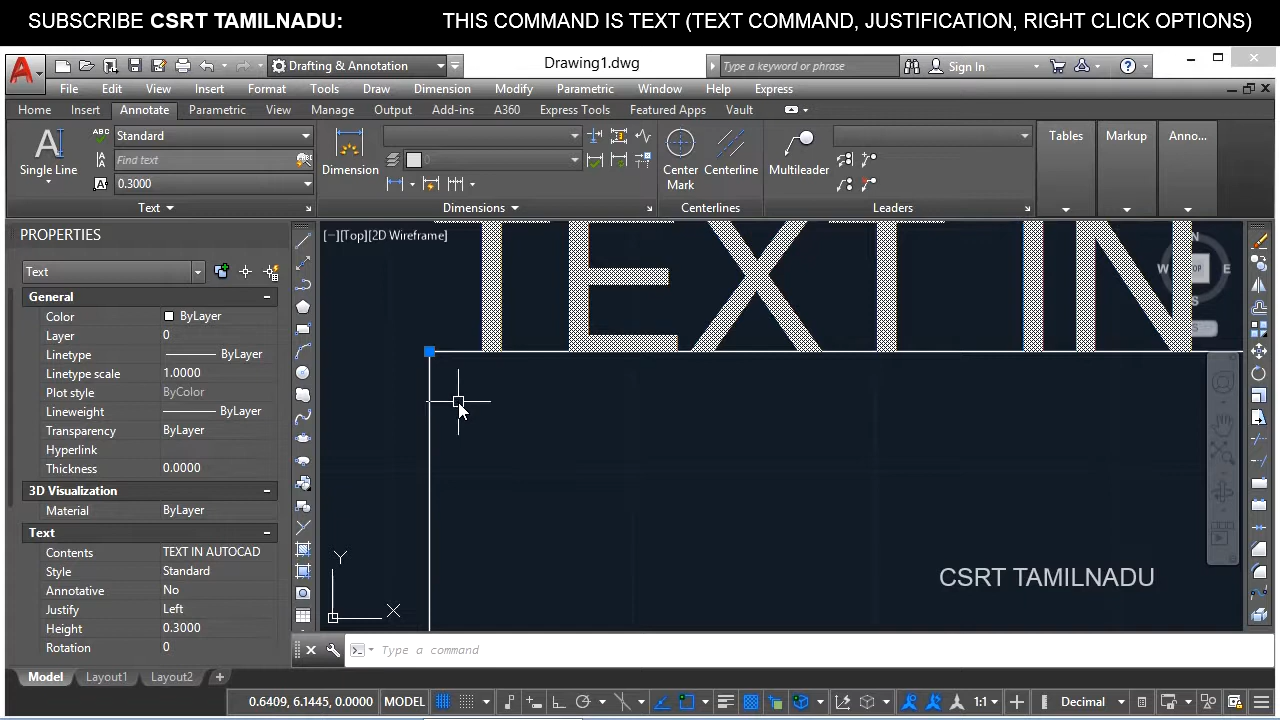 SUBSCRIBE CSRT TAMILNADU: THIS COMMAND IS TEXT (TEXT COMMAND, JUSTIFICATION, RIGHT CLICK OPTIONS)
Drafting & Annotation
Drawing1.dwg
Type a keyword or phrase
Sign In
File Edit View Insert Format Tools Draw Dimension Modify Parametric Window Help Express
Home Insert Annotate Parametric View Manage Output Add-ins A360 Express Tools Featured Apps Vault
Single Line
Standard
Find text
0.3000
Text
Dimension
0
Dimensions
Center Mark
Centerline
Centerlines
Multileader
Leaders
Tables
Markup
Anno...
PROPERTIES
[−][Top][2D Wireframe]
TEXT IN
N
W
E
S
Text
General
Color ByLayer
Layer 0
Linetype ByLayer
Linetype scale 1.0000
Plot style ByColor
Lineweight ByLayer
Transparency ByLayer
Hyperlink
Thickness 0.0000
3D Visualization
Material ByLayer
Text
Contents TEXT IN AUTOCAD
Style Standard
Annotative No
Justify Left
Height 0.3000
Rotation 0
Y
X
CSRT TAMILNADU
Type a command
Model Layout1 Layout2 +
0.6409, 6.1445, 0.0000 MODEL
1:1
Decimal